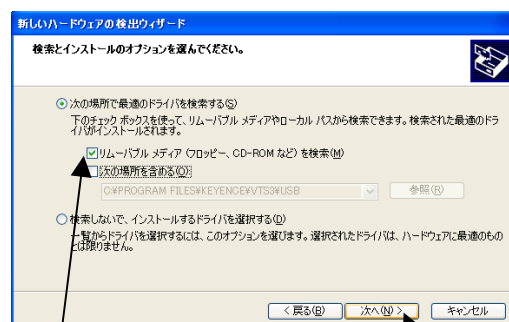 新しいハードウェアの検出ウィザード
検索とインストールのオプションを選んでください。
次の場所で最適のドライバを検索する(S)
下のチェック ボックスを使って、リムーバブル メディアやローカル パスから検索できます。検索された最適のドラ
イバがインストールされます。
リムーバブル メディア (フロッピー、CD-ROM など) を検索(M)
次の場所を含める(O):
C:¥PROGRAM FILES¥KEYENCE¥VTS3¥USB
参照(R)
検索しないで、インストールするドライバを選択する(D)
一覧からドライバを選択するには、このオプションを選びます。選択されたドライバは、ハードウェアに最適のもの
とは限りません。
< 戻る(B)
次へ(N) >
キャンセル